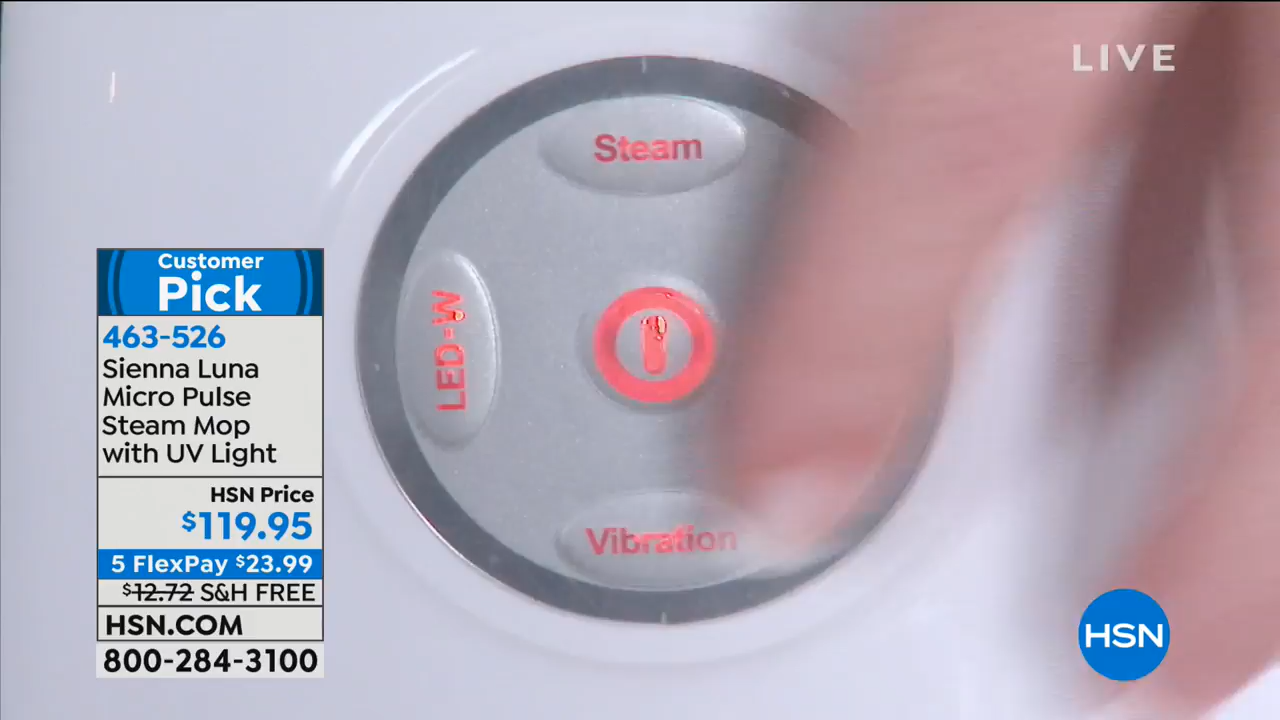 LIVE
Steam
LED-W
Vibration
Customer
Pick
463-526
Sienna Luna
Micro Pulse
Steam Mop
with UV Light
HSN Price
$119.95
5 FlexPay $23.99
$12.72 S&H FREE
HSN.COM
800-284-3100
HSN